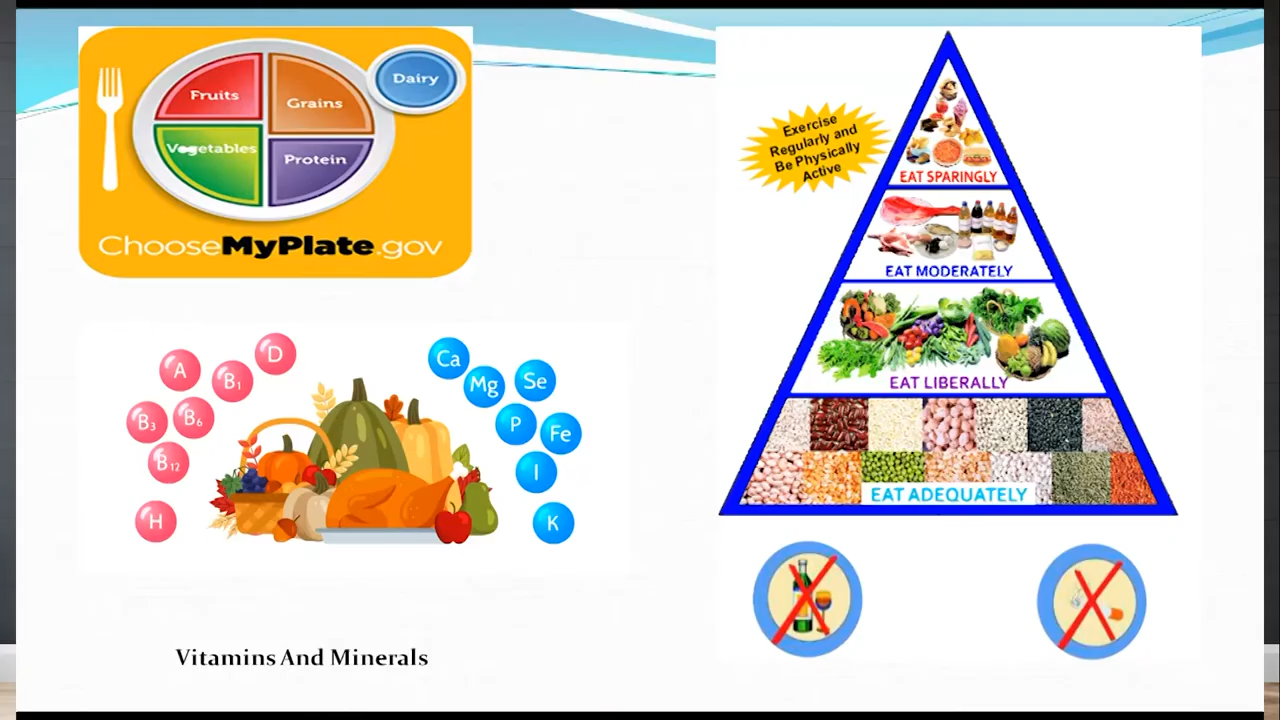 Fruits
Grains
Dairy
Vegetables
Protein
ChooseMyPlate.gov
A
B₁
D
B₃
B₆
B₁₂
H
Ca
Mg
Se
P
Fe
I
K
Vitamins And Minerals
Exercise
Regularly and
Be Physically
Active
EAT SPARINGLY
EAT MODERATELY
EAT LIBERALLY
EAT ADEQUATELY